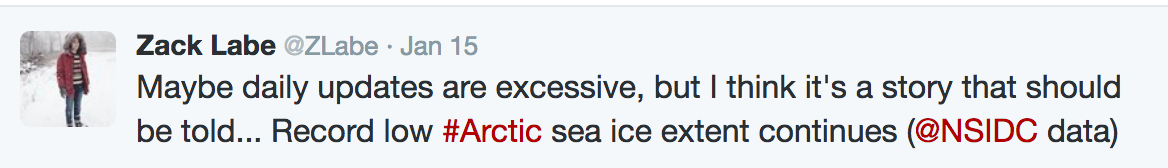 Zack Labe @ZLabe · Jan 15
Maybe daily updates are excessive, but I think it's a story that should
be told... Record low #Arctic sea ice extent continues (@NSIDC data)